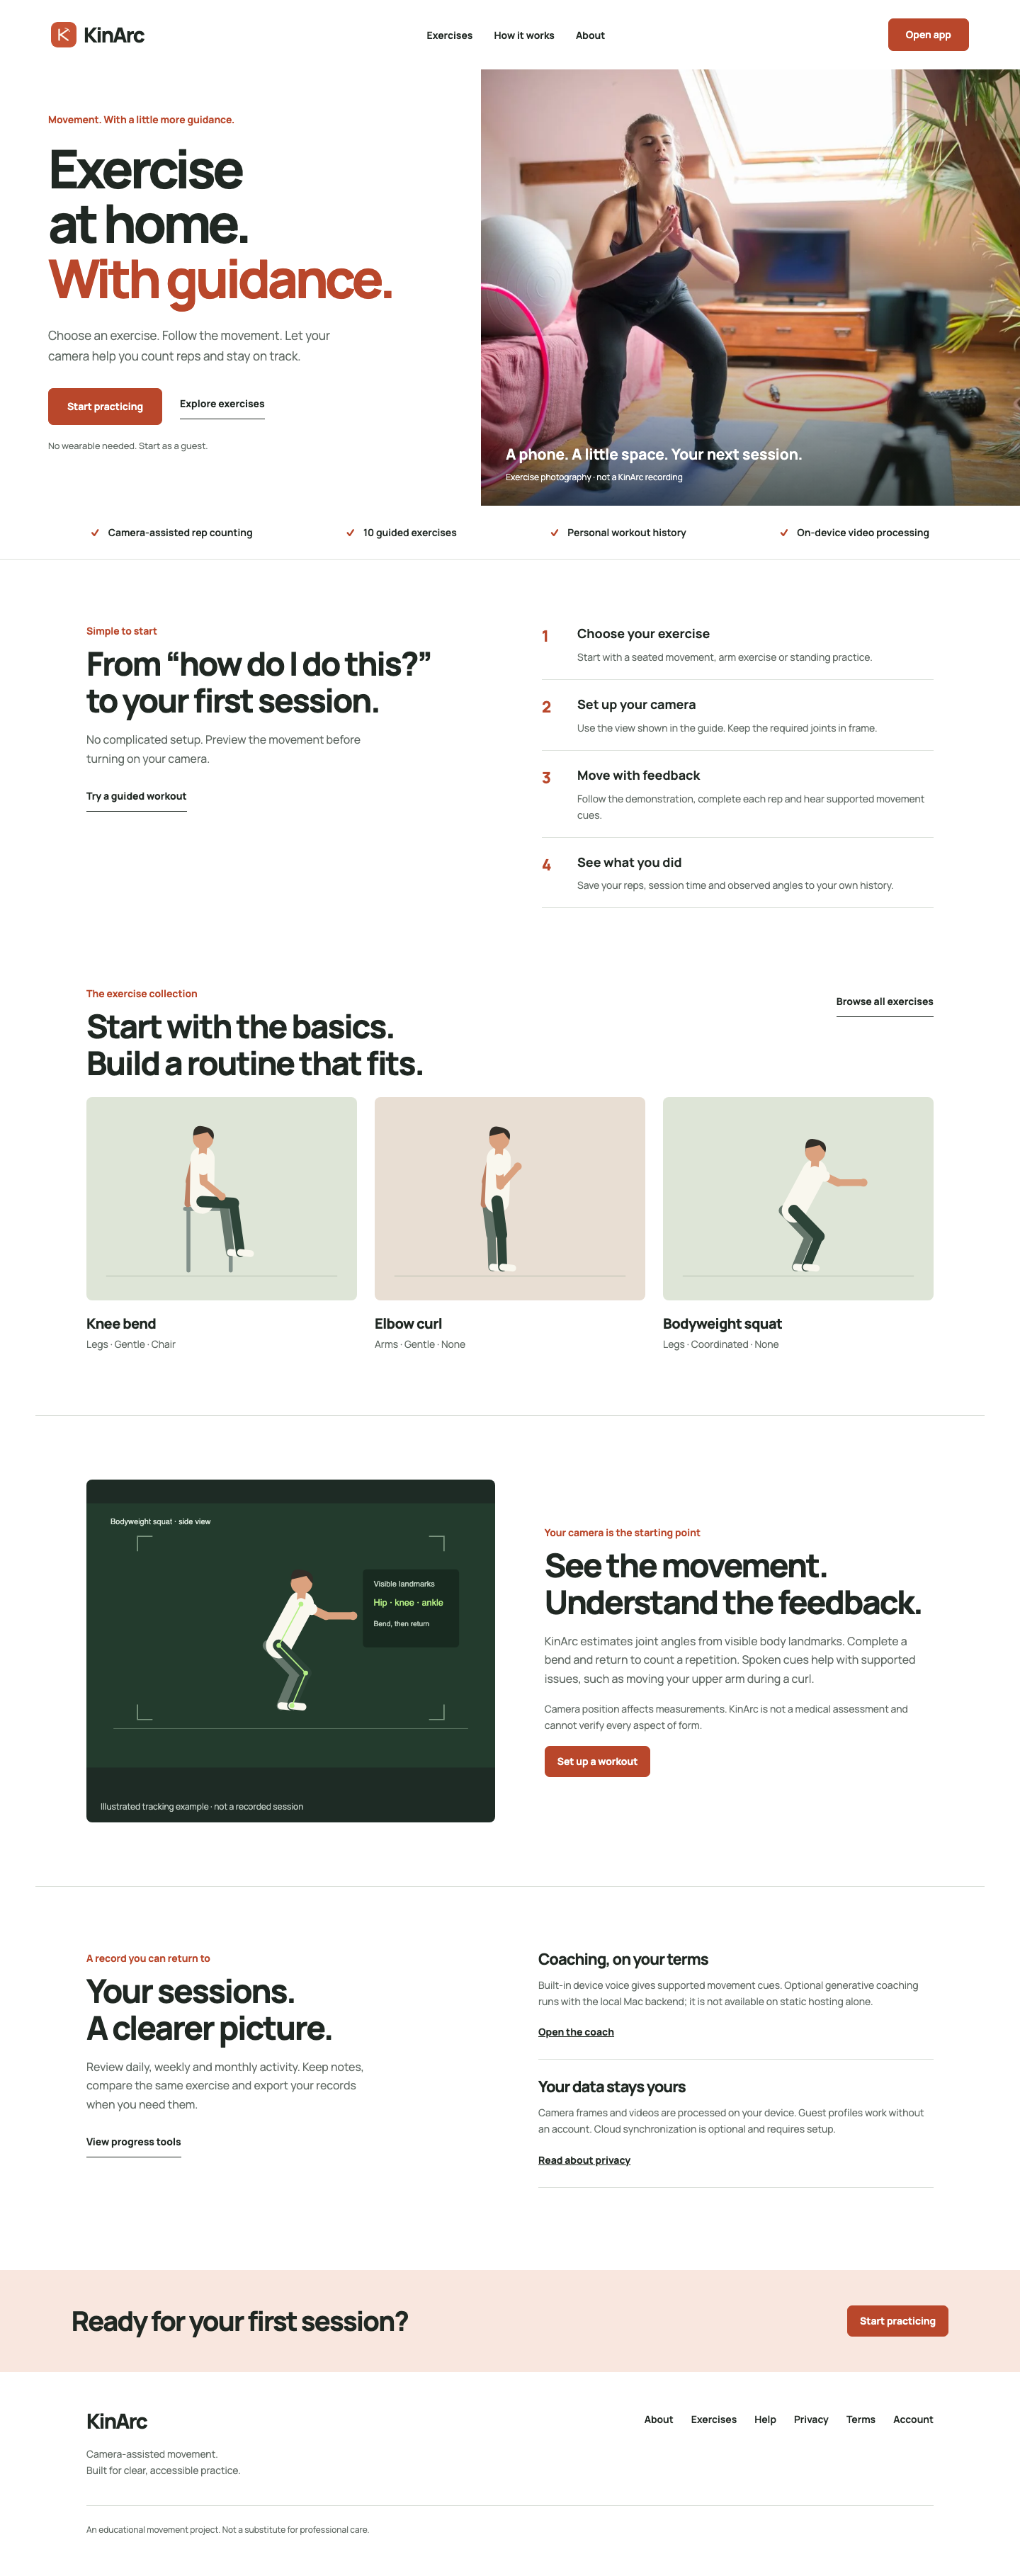 KinArc
Exercises
How it works
About
Open app
Movement. With a little more guidance.
Exercise
at home.
With guidance.
Choose an exercise. Follow the movement. Let your
camera help you count reps and stay on track.
Start practicing
Explore exercises
No wearable needed. Start as a guest.
A phone. A little space. Your next session.
Exercise photography · not a KinArc recording
Camera-assisted rep counting
10 guided exercises
Personal workout history
On-device video processing
Simple to start
From “how do I do this?”
to your first session.
No complicated setup. Preview the movement before
turning on your camera.
Try a guided workout
1
Choose your exercise
Start with a seated movement, arm exercise or standing practice.
2
Set up your camera
Use the view shown in the guide. Keep the required joints in frame.
3
Move with feedback
Follow the demonstration, complete each rep and hear supported movement
cues.
4
See what you did
Save your reps, session time and observed angles to your own history.
The exercise collection
Start with the basics.
Build a routine that fits.
Browse all exercises
Knee bend
Legs · Gentle · Chair
Elbow curl
Arms · Gentle · None
Bodyweight squat
Legs · Coordinated · None
Bodyweight squat · side view
Visible landmarks
Hip · knee · ankle
Bend, then return
Illustrated tracking example · not a recorded session
Your camera is the starting point
See the movement.
Understand the feedback.
KinArc estimates joint angles from visible body landmarks. Complete a
bend and return to count a repetition. Spoken cues help with supported
issues, such as moving your upper arm during a curl.
Camera position affects measurements. KinArc is not a medical assessment and
cannot verify every aspect of form.
Set up a workout
A record you can return to
Your sessions.
A clearer picture.
Review daily, weekly and monthly activity. Keep notes,
compare the same exercise and export your records
when you need them.
View progress tools
Coaching, on your terms
Built-in device voice gives supported movement cues. Optional generative coaching
runs with the local Mac backend; it is not available on static hosting alone.
Open the coach
Your data stays yours
Camera frames and videos are processed on your device. Guest profiles work without
an account. Cloud synchronization is optional and requires setup.
Read about privacy
Ready for your first session?
Start practicing
KinArc
Camera-assisted movement.
Built for clear, accessible practice.
About
Exercises
Help
Privacy
Terms
Account
An educational movement project. Not a substitute for professional care.